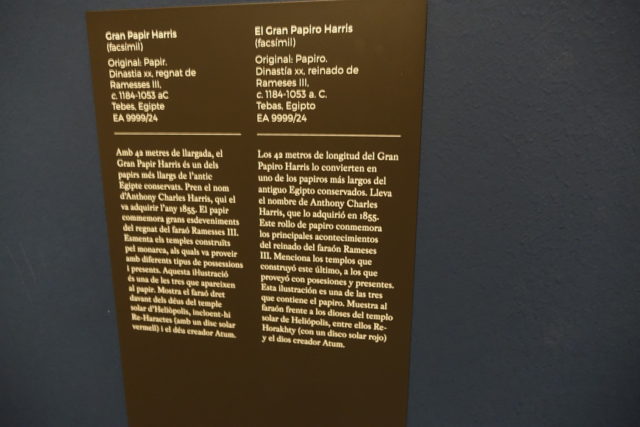 Gran Papir Harris
(facsímil)
Original: Papir.
Dinastia XX, regnat de
Ramesses III,
c. 1184-1053 aC
Tebes, Egipte
EA 9999/24
Amb 42 metres de llargada, el
Gran Papir Harris és un dels
papirs més llargs de l'antic
Egipte conservats. Pren el nom
d'Anthony Charles Harris, qui el
va adquirir l'any 1855. El papir
commemora grans esdeveniments
del regnat del faraó Ramesses III.
Esmenta els temples construïts
pel monarca, als quals va proveir
amb diferents tipus de possessions
i presents. Aquesta il·lustració
és una de les tres que apareixen
al papir. Mostra el faraó dret
davant dels déus del temple
solar d'Heliòpolis, incloent-hi
Re-Haractes (amb un disc solar
vermell) i el déu creador Atum.
El Gran Papiro Harris
(facsímil)
Original: Papiro.
Dinastía XX, reinado de
Rameses III.
c. 1184-1053 a. C.
Tebas, Egipto
EA 9999/24
Los 42 metros de longitud del Gran
Papiro Harris lo convierten en
uno de los papiros más largos del
antiguo Egipto conservados. Lleva
el nombre de Anthony Charles
Harris, que lo adquirió en 1855.
Este rollo de papiro conmemora
los principales acontecimientos
del reinado del faraón Rameses
III. Menciona los templos que
construyó este último, a los que
proveyó con posesiones y presentes.
Esta ilustración es una de las tres
que contiene el papiro. Muestra al
faraón frente a los dioses del templo
solar de Heliópolis, entre ellos Re-
Horakhty (con un disco solar rojo)
y el dios creador Atum.